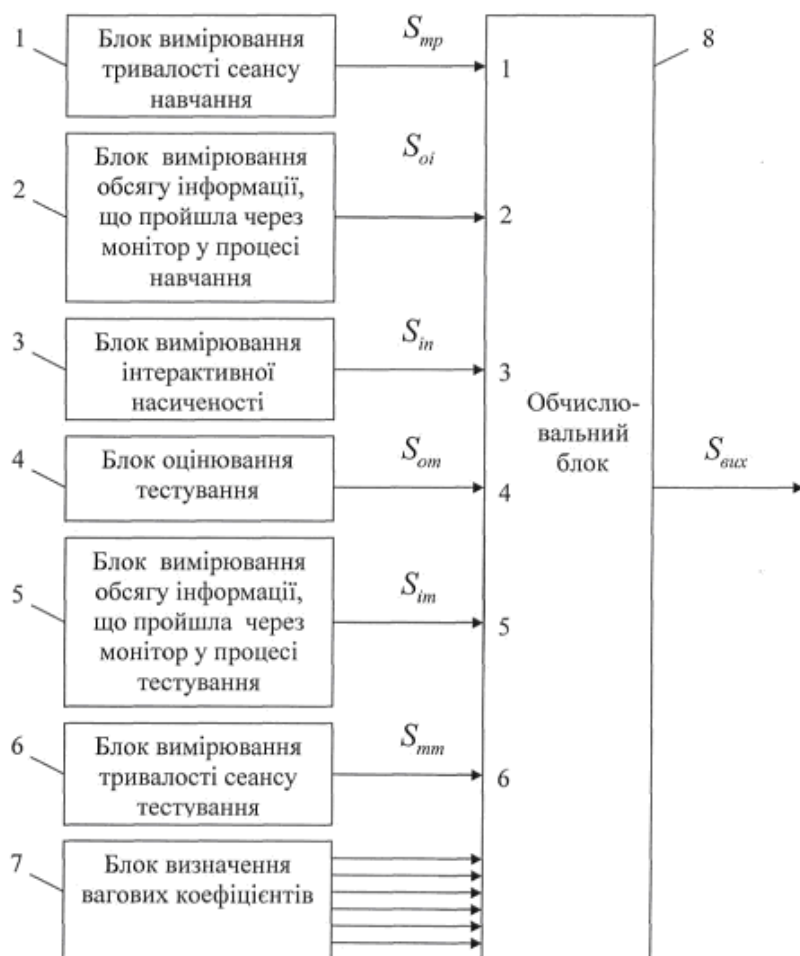 1
Блок вимірювання
тривалості сеансу
навчання
S_тр
1
8
2
Блок вимірювання
обсягу інформації,
що пройшла через
монітор у процесі
навчання
S_оі
2
3
Блок вимірювання
інтерактивної
насиченості
S_in
3
Обчислю-
вальний
блок
4
Блок оцінювання
тестування
S_от
4
S_вих
5
Блок вимірювання
обсягу інформації,
що пройшла через
монітор у процесі
тестування
S_іт
5
6
Блок вимірювання
тривалості сеансу
тестування
S_тт
6
7
Блок визначення
вагових коефіцієнтів